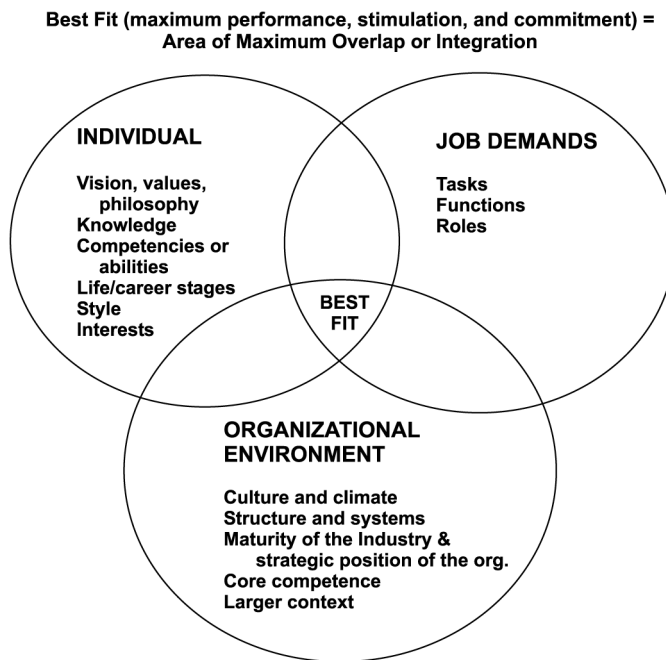 Best Fit (maximum performance, stimulation, and commitment) =
Area of Maximum Overlap or Integration
INDIVIDUAL
Vision, values,
philosophy
Knowledge
Competencies or
abilities
Life/career stages
Style
Interests
JOB DEMANDS
Tasks
Functions
Roles
BEST
FIT
ORGANIZATIONAL
ENVIRONMENT
Culture and climate
Structure and systems
Maturity of the Industry &
strategic position of the org.
Core competence
Larger context